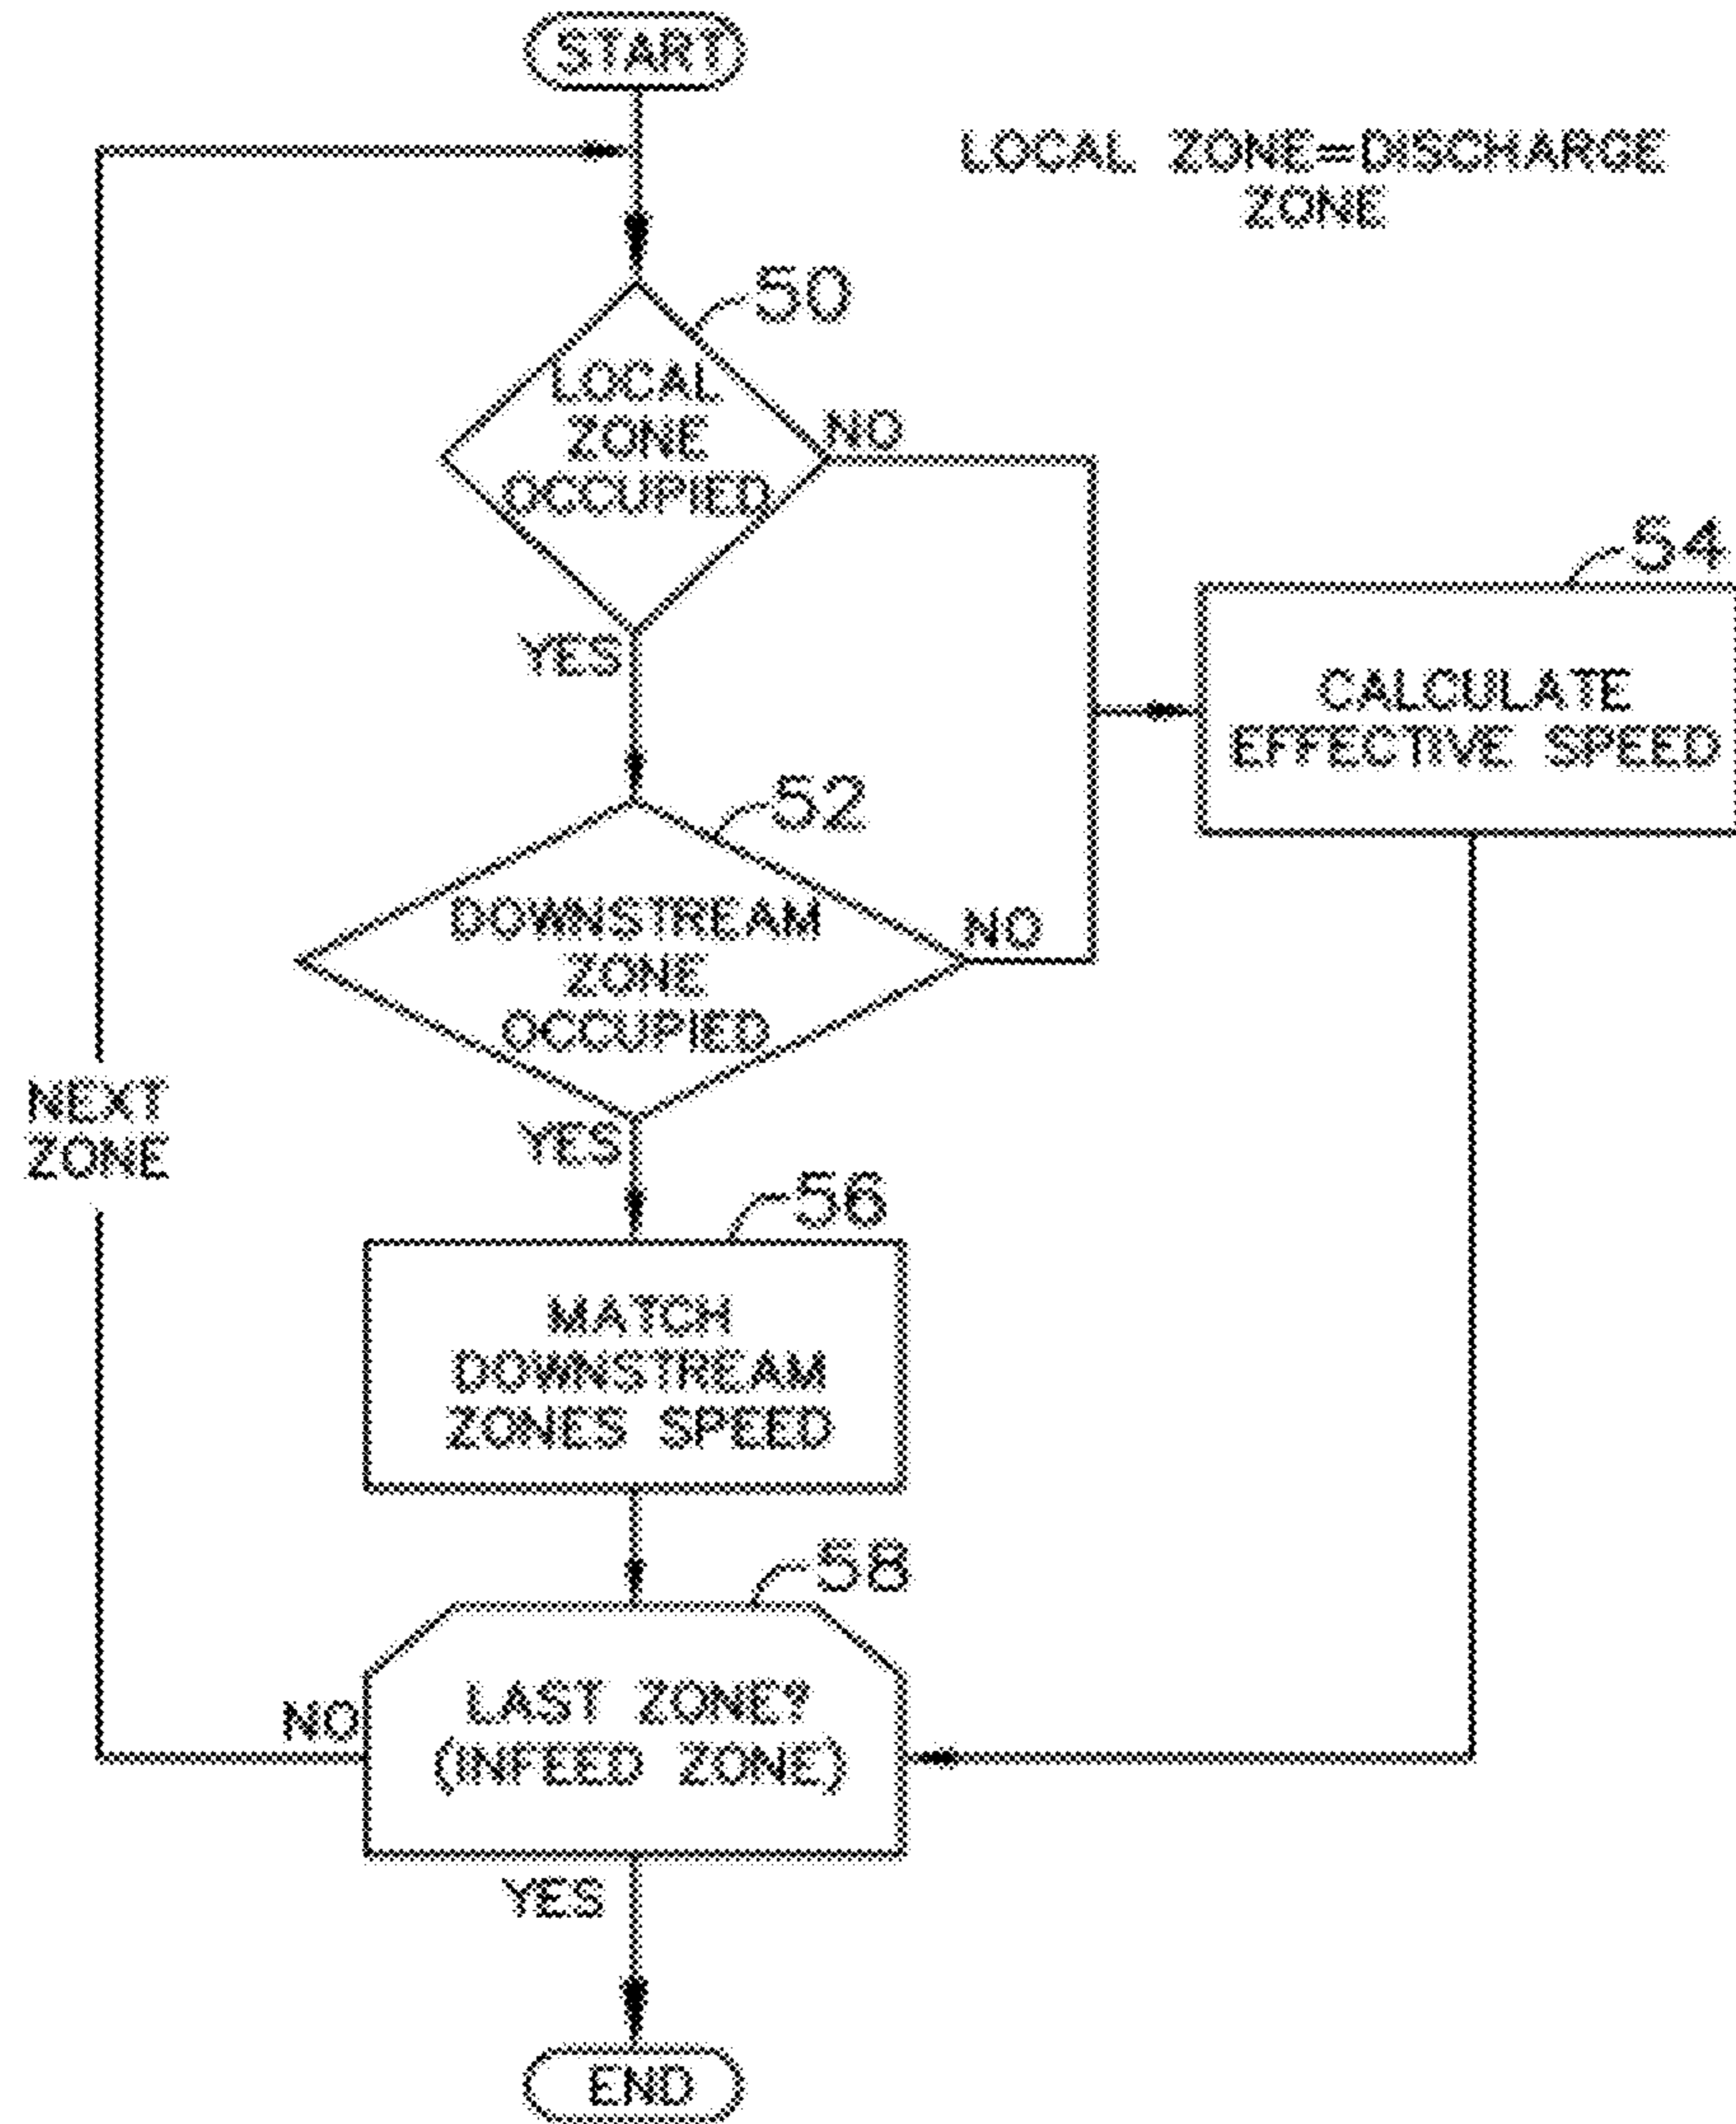 START
LOCAL ZONE=DISCHARGE
ZONE
50
LOCAL
ZONE
OCCUPIED
NO
YES
54
CALCULATE
EFFECTIVE SPEED
52
DOWNSTREAM
ZONE
OCCUPIED
NO
YES
NEXT
ZONE
56
MATCH
DOWNSTREAM
ZONES SPEED
58
LAST ZONE?
(INFEED ZONE)
NO
YES
END